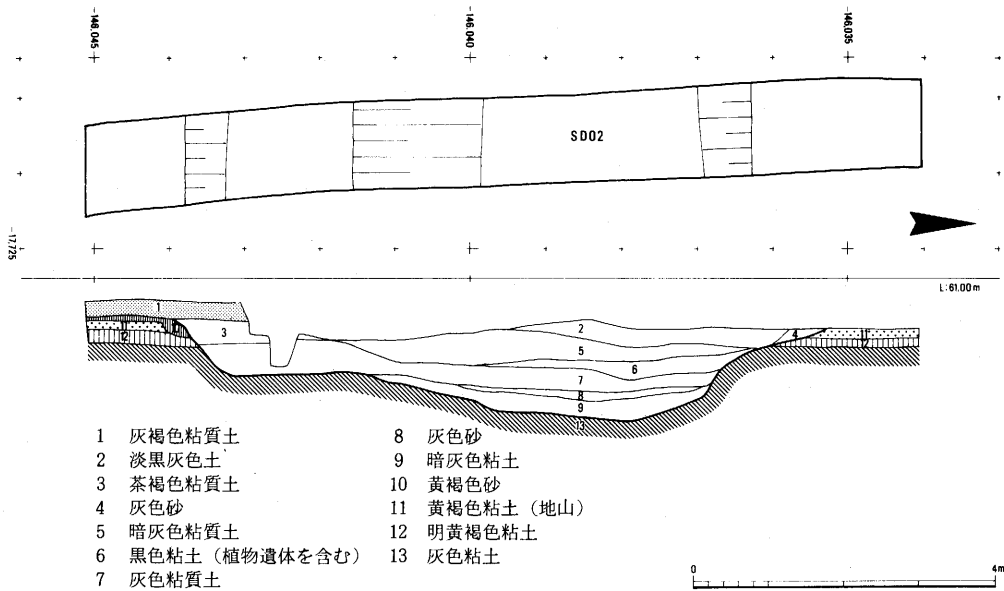 -146.045
-146.040
-146.035
SD02
-17.725
L:61.00m
1
2
3
4
5
6
7
8
9
13
1 灰褐色粘質土
2 淡黒灰色土
3 茶褐色粘質土
4 灰色砂
5 暗灰色粘質土
6 黒色粘土(植物遺体を含む)
7 灰色粘質土
8 灰色砂
9 暗灰色粘土
10 黄褐色砂
11 黄褐色粘土(地山)
12 明黄褐色粘土
13 灰色粘土
0 4m